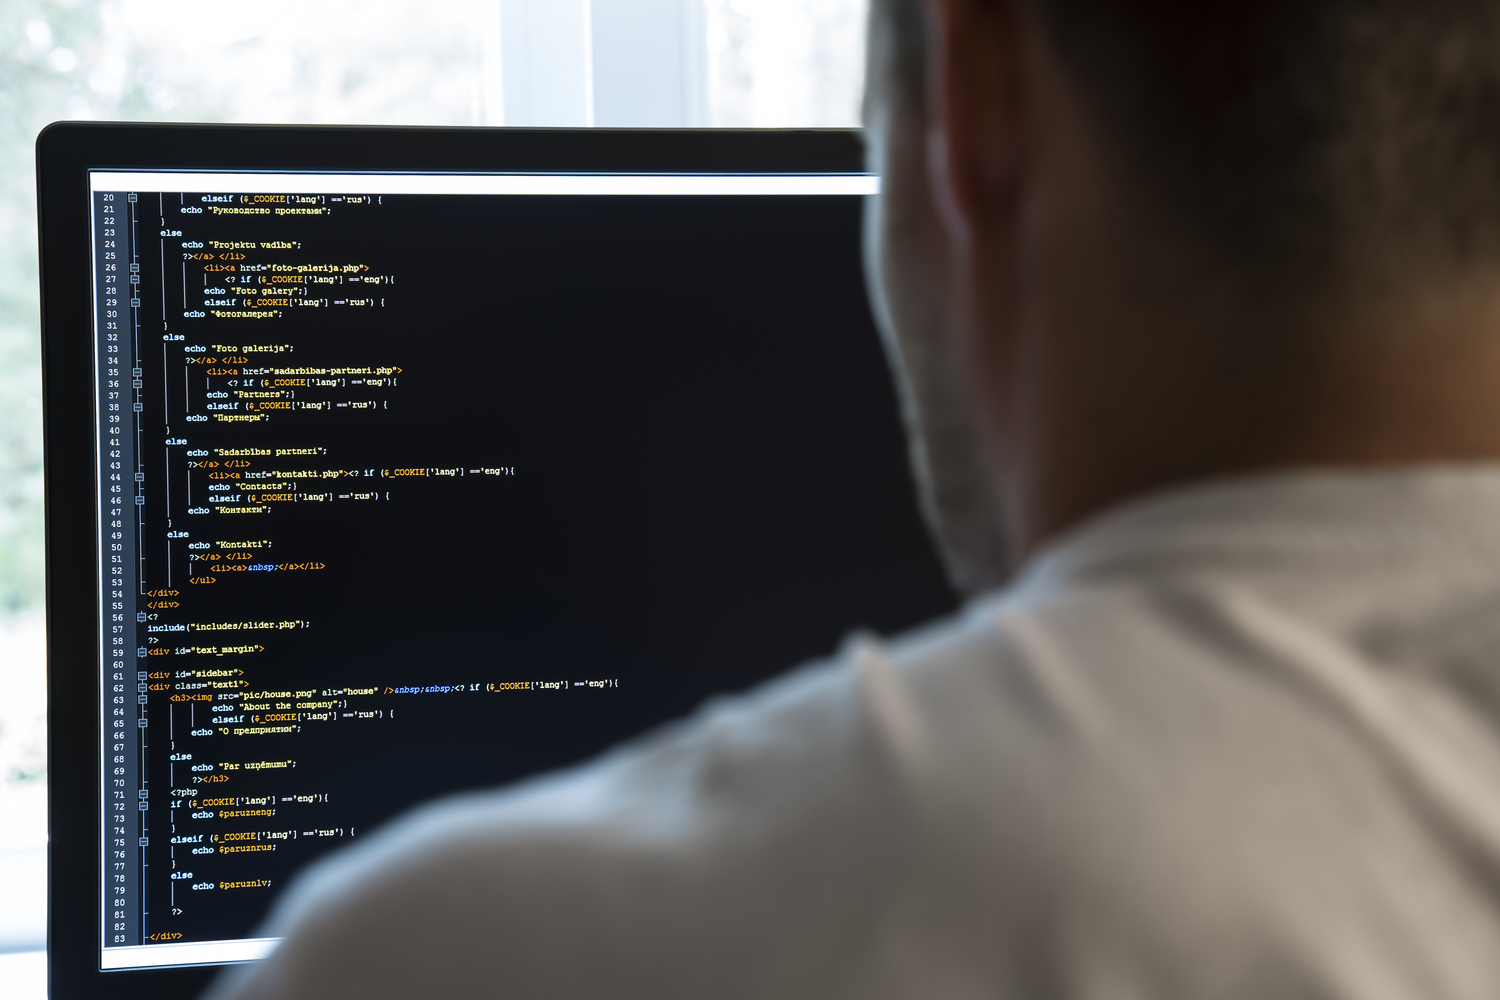 20 elseif ($_COOKIE['lang'] =='rus') {
21 echo "Руководство проектами";
22 }
23 else
24 echo "Projektu vadība";
25 ?></a> </li>
26 <li><a href="foto-galerija.php">
27 <? if ($_COOKIE['lang'] =='eng'){
28 echo "Foto galery";}
29 elseif ($_COOKIE['lang'] =='rus') {
30 echo "Фотогалерея";
31 }
32 else
33 echo "Foto galerija";
34 ?></a> </li>
35 <li><a href="sadarbibas-partneri.php">
36 <? if ($_COOKIE['lang'] =='eng'){
37 echo "Partners";}
38 elseif ($_COOKIE['lang'] =='rus') {
39 echo "Партнеры";
40 }
41 else
42 echo "Sadarbības partneri";
43 ?></a> </li>
44 <li><a href="kontakti.php"><? if ($_COOKIE['lang'] =='eng'){
45 echo "Contacts";}
46 elseif ($_COOKIE['lang'] =='rus') {
47 echo "Контакти";
48 }
49 else
50 echo "Kontakti";
51 ?></a> </li>
52 <li><a>&nbsp;</a></li>
53 </ul>
54 </div>
55 </div>
56 <?
57 include("includes/slider.php");
58 ?>
59 <div id="text_margin">
60
61 <div id="sidebar">
62 <div class="text1">
63 <h3><img src="pic/house.png" alt="house" />&nbsp;&nbsp;<? if ($_COOKIE['lang'] =='eng'){
64 echo "About the company";}
65 elseif ($_COOKIE['lang'] =='rus') {
66 echo "О предприятии";
67 }
68 else
69 echo "Par uzņēmumu";
70 ?></h3>
71 <?php
72 if ($_COOKIE['lang'] =='eng'){
73 echo $paruzneng;
74 }
75 elseif ($_COOKIE['lang'] =='rus') {
76 echo $paruznrus;
77 }
78 else
79 echo $paruznlv;
80
81 ?>
82
83 </div>